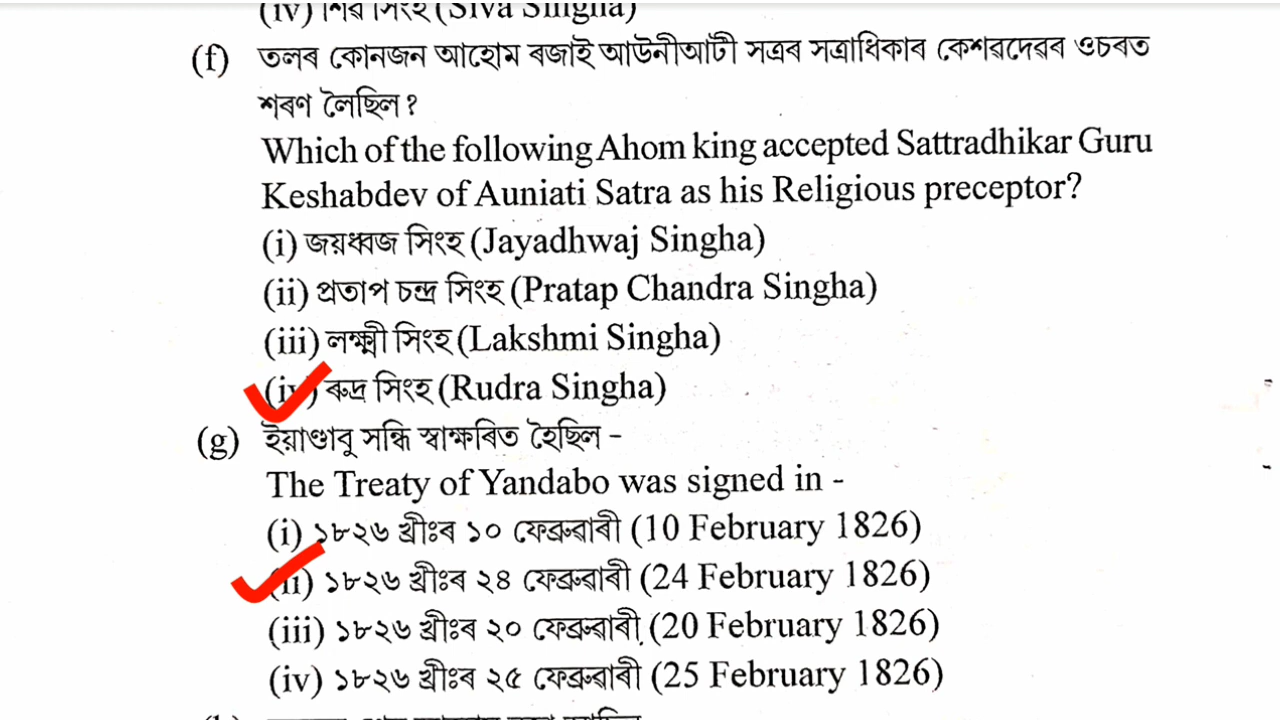 (iv) শিৱ সিংহ (Siva Singha)
(f) তলৰ কোনজন আহোম ৰজাই আউনীআটী সত্ৰৰ সত্ৰাধিকাৰ কেশৱদেৱৰ ওচৰত
শৰণ লৈছিল ?
Which of the following Ahom king accepted Sattradhikar Guru
Keshabdev of Auniati Satra as his Religious preceptor?
(i) জয়ধ্বজ সিংহ (Jayadhwaj Singha)
(ii) প্ৰতাপ চন্দ্ৰ সিংহ (Pratap Chandra Singha)
(iii) লক্ষ্মী সিংহ (Lakshmi Singha)
(iv) ৰুদ্ৰ সিংহ (Rudra Singha)
(g) ইয়াণ্ডাবু সন্ধি স্বাক্ষৰিত হৈছিল –
The Treaty of Yandabo was signed in -
(i) ১৮২৬ খ্ৰীঃৰ ১০ ফেব্ৰুৱাৰী (10 February 1826)
(ii) ১৮২৬ খ্ৰীঃৰ ২৪ ফেব্ৰুৱাৰী (24 February 1826)
(iii) ১৮২৬ খ্ৰীঃৰ ২০ ফেব্ৰুৱাৰী (20 February 1826)
(iv) ১৮২৬ খ্ৰীঃৰ ২৫ ফেব্ৰুৱাৰী (25 February 1826)